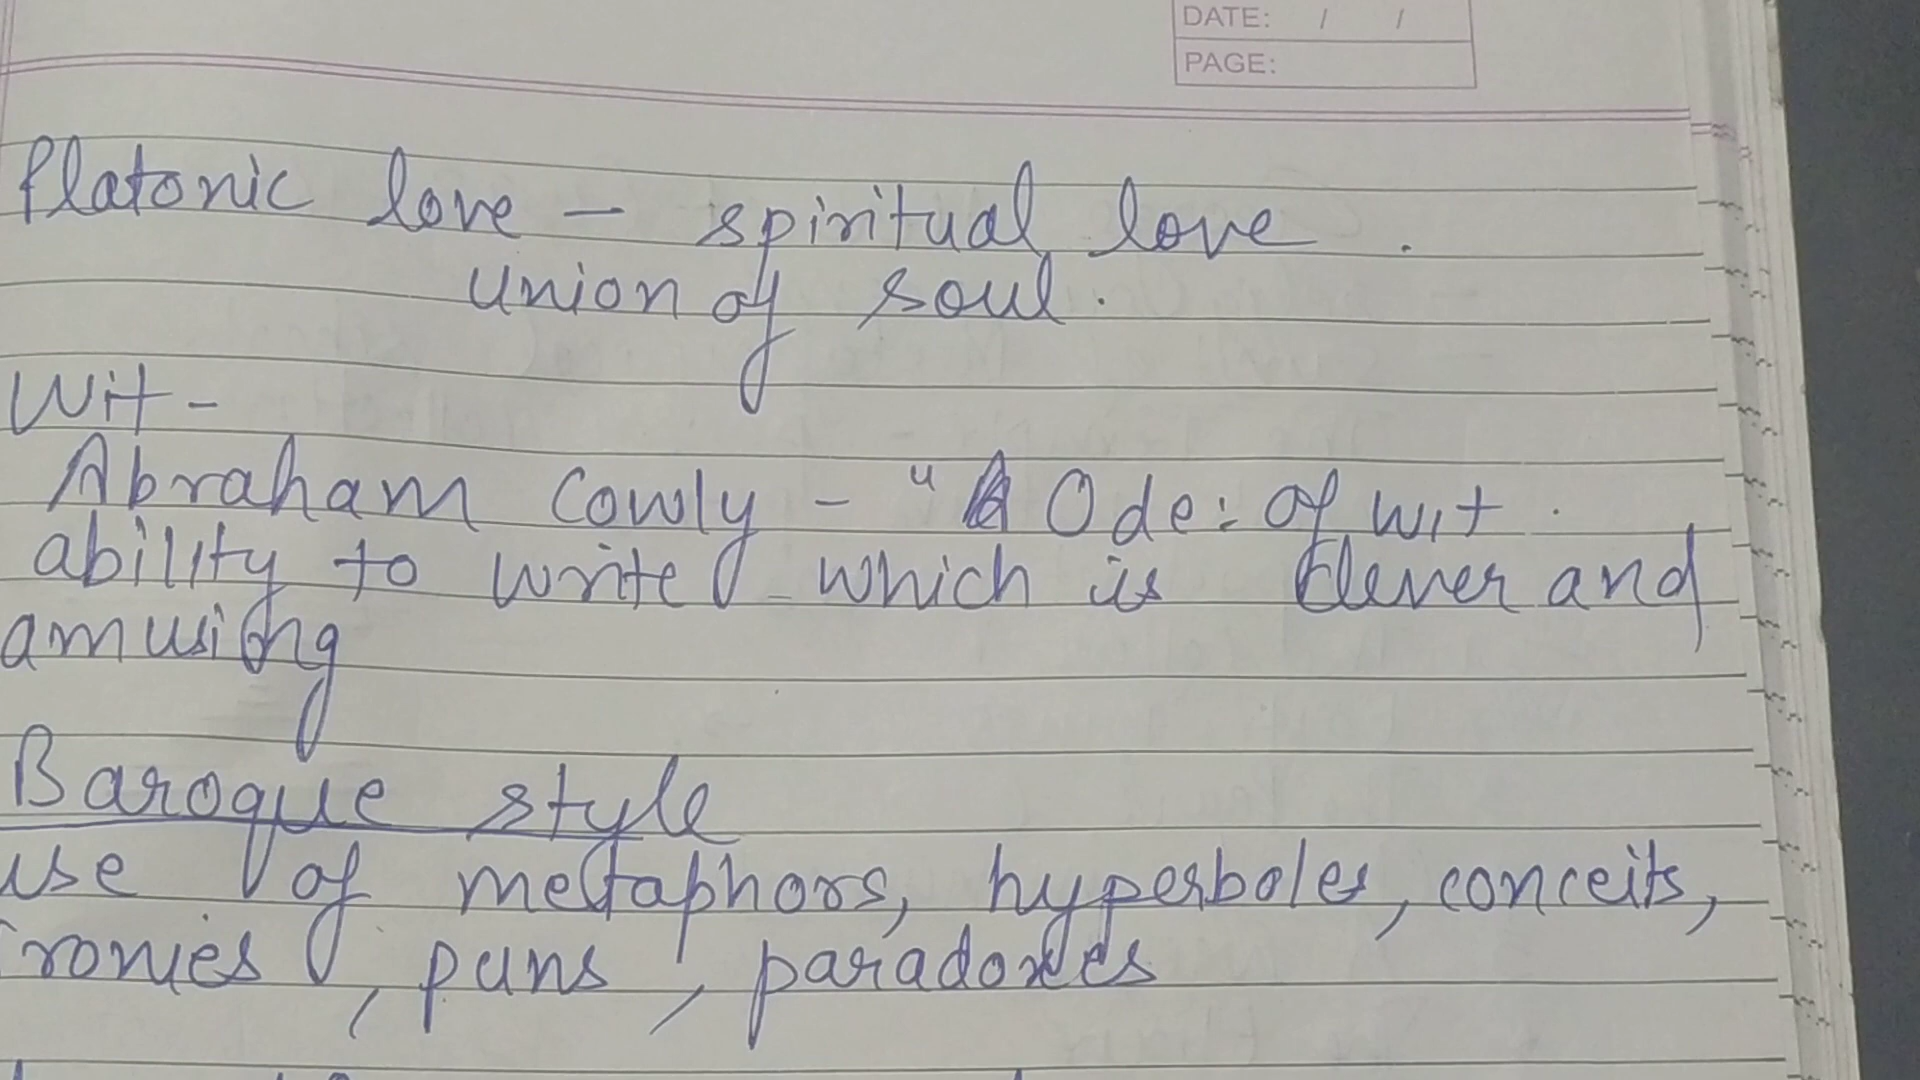 DATE: / /
PAGE:
Platonic love - spiritual love.
union of soul.
Wit -
Abraham Cowly - " Ode: of wit.
ability to write which is clever and
amusing
Baroque style
use of metaphors, hyperboles, conceits,
ironies, puns, paradoxes